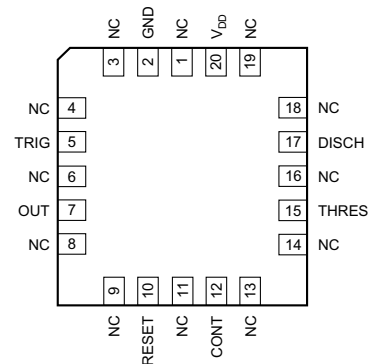 NC
GND
NC
VDD
NC
3
2
1
20
19
NC 4
18 NC
TRIG 5
17 DISCH
NC 6
16 NC
OUT 7
15 THRES
NC 8
14 NC
9
10
11
12
13
NC
RESET
NC
CONT
NC